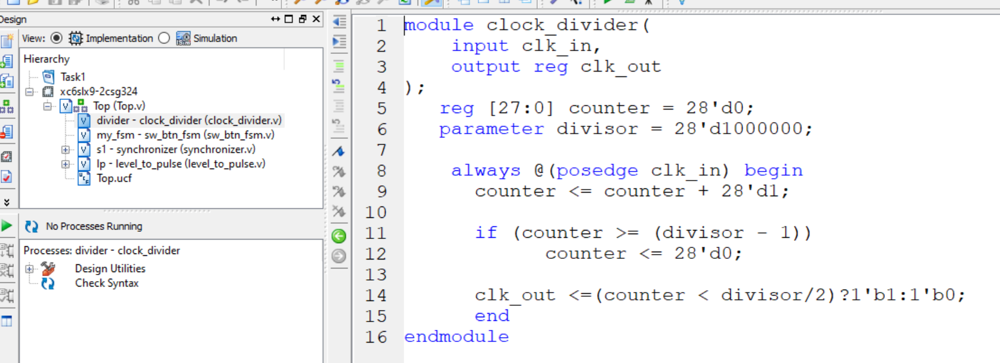 Design
View: Implementation Simulation
Hierarchy
Task1
xc6slx9-2csg324
Top (Top.v)
divider - clock_divider (clock_divider.v)
my_fsm - sw_btn_fsm (sw_btn_fsm.v)
s1 - synchronizer (synchronizer.v)
lp - level_to_pulse (level_to_pulse.v)
Top.ucf
No Processes Running
Processes: divider - clock_divider
Design Utilities
Check Syntax
1 module clock_divider(
2 input clk_in,
3 output reg clk_out
4 );
5 reg [27:0] counter = 28'd0;
6 parameter divisor = 28'd1000000;
7
8 always @(posedge clk_in) begin
9 counter <= counter + 28'd1;
10
11 if (counter >= (divisor - 1))
12 counter <= 28'd0;
13
14 clk_out <=(counter < divisor/2)?1'b1:1'b0;
15 end
16 endmodule